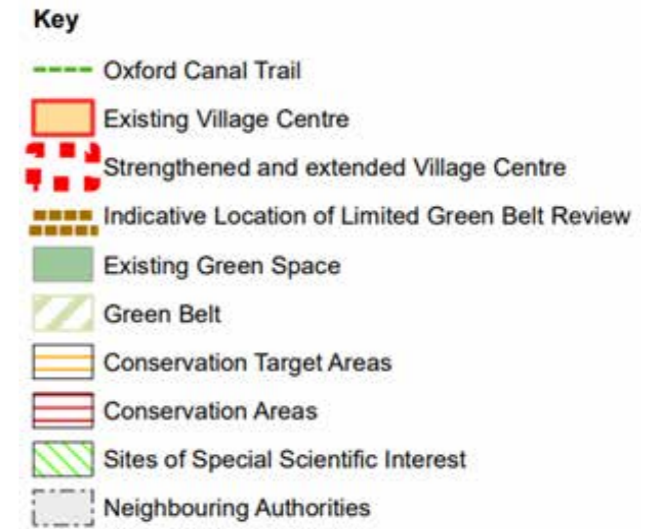 Key
Oxford Canal Trail
Existing Village Centre
Strengthened and extended Village Centre
Indicative Location of Limited Green Belt Review
Existing Green Space
Green Belt
Conservation Target Areas
Conservation Areas
Sites of Special Scientific Interest
Neighbouring Authorities